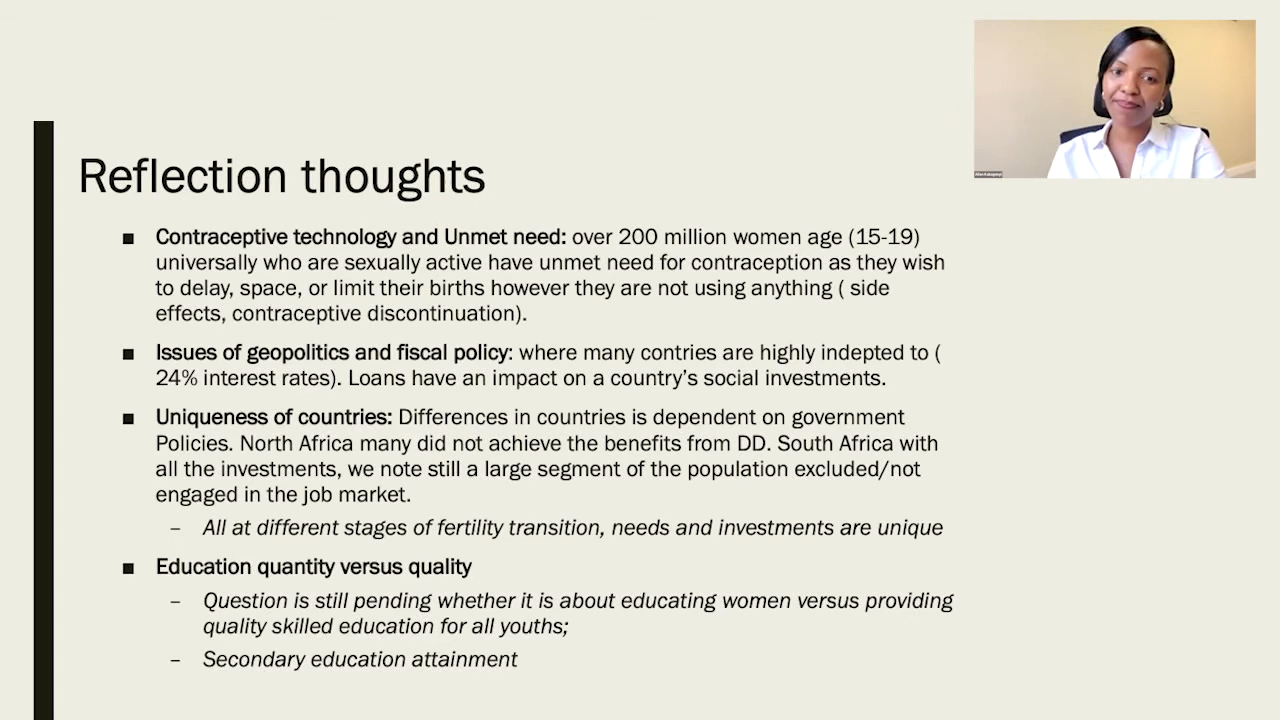 Reflection thoughts
■ Contraceptive technology and Unmet need: over 200 million women age (15-19)
universally who are sexually active have unmet need for contraception as they wish
to delay, space, or limit their births however they are not using anything ( side
effects, contraceptive discontinuation).
■ Issues of geopolitics and fiscal policy: where many contries are highly indepted to (
24% interest rates). Loans have an impact on a country's social investments.
■ Uniqueness of countries: Differences in countries is dependent on government
Policies. North Africa many did not achieve the benefits from DD. South Africa with
all the investments, we note still a large segment of the population excluded/not
engaged in the job market.
– All at different stages of fertility transition, needs and investments are unique
■ Education quantity versus quality
– Question is still pending whether it is about educating women versus providing
quality skilled education for all youths;
– Secondary education attainment